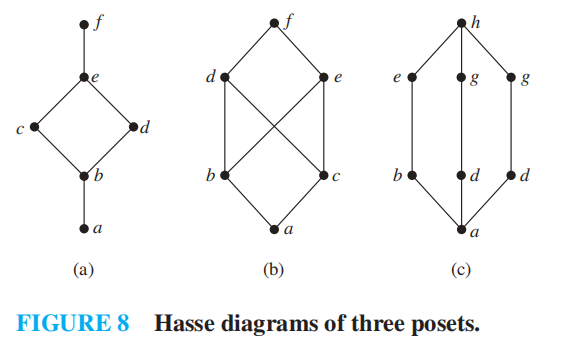 f f h
e d e e g g
c d
b b c b d d
a a a
(a) (b) (c)
FIGURE 8 Hasse diagrams of three posets.